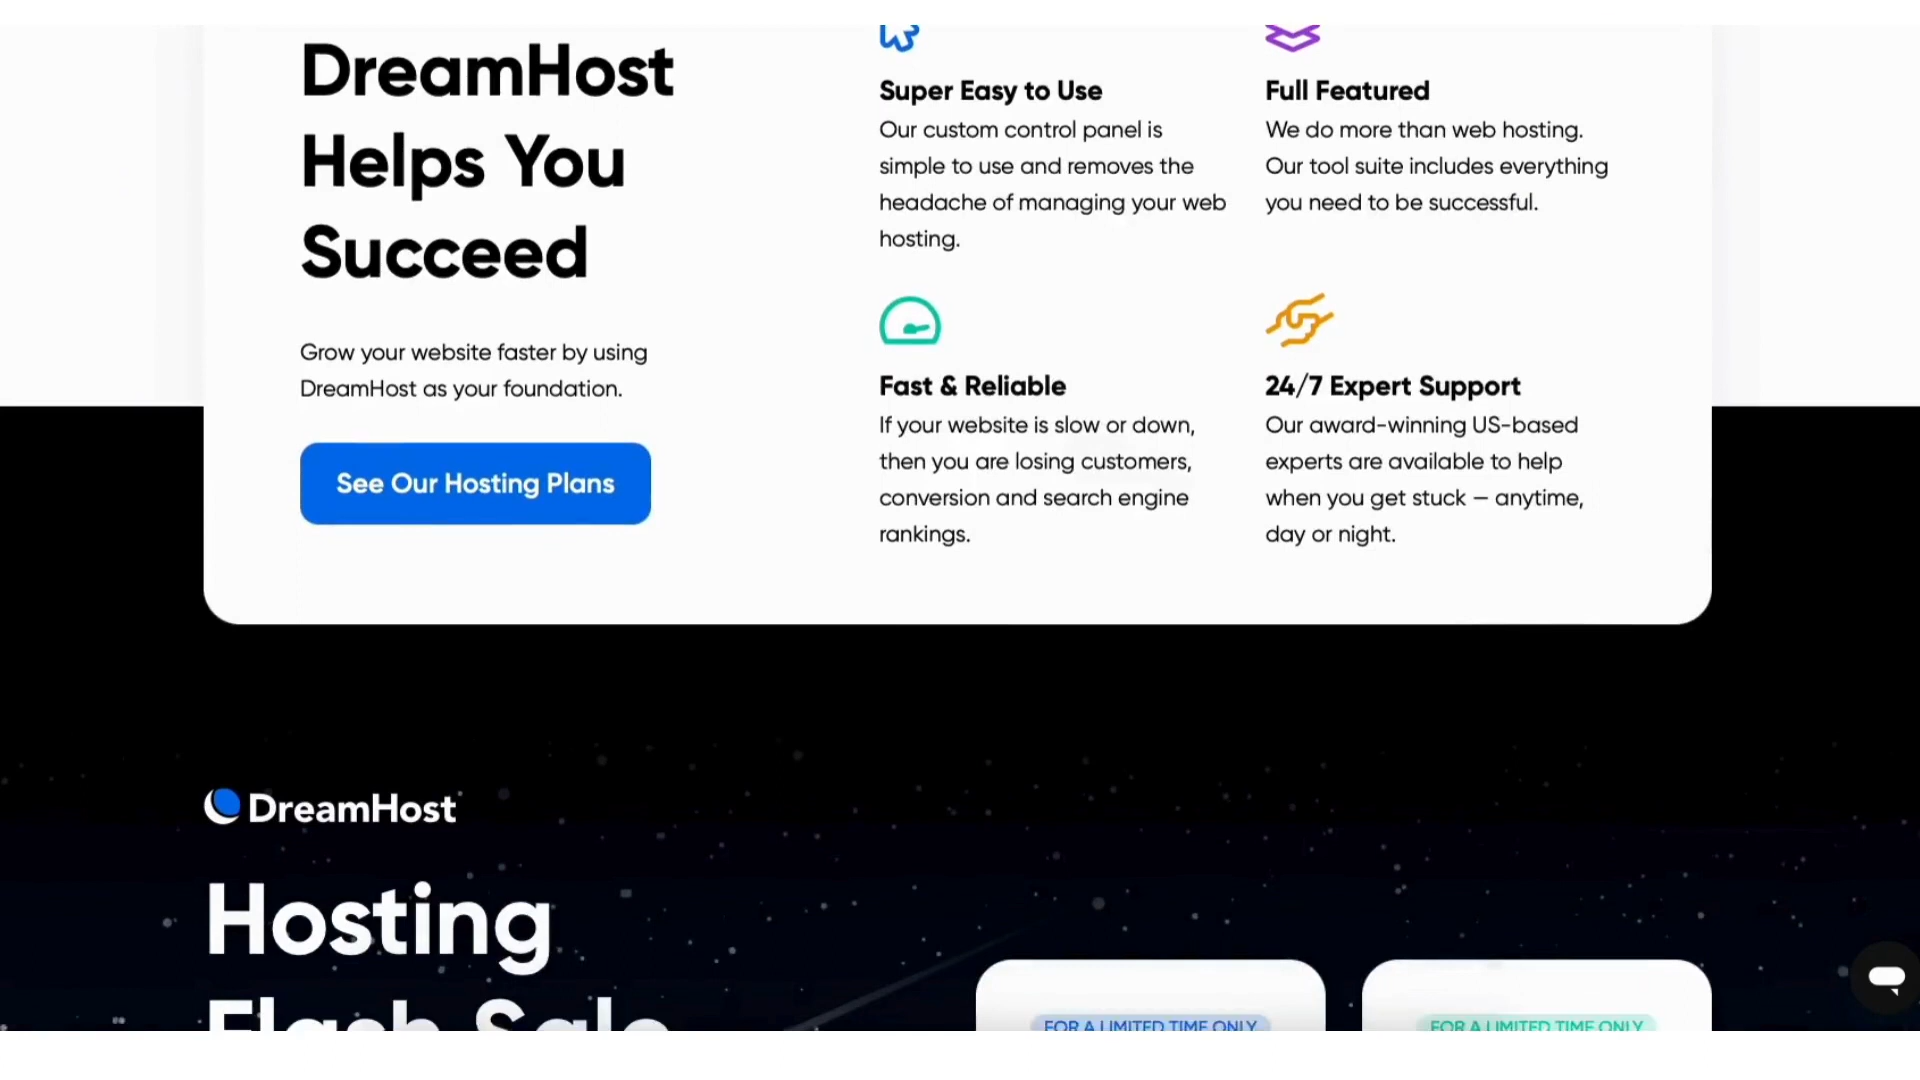 DreamHost
Helps You
Succeed
Grow your website faster by using
DreamHost as your foundation.
See Our Hosting Plans
Super Easy to Use
Our custom control panel is
simple to use and removes the
headache of managing your web
hosting.
Full Featured
We do more than web hosting.
Our tool suite includes everything
you need to be successful.
Fast & Reliable
If your website is slow or down,
then you are losing customers,
conversion and search engine
rankings.
24/7 Expert Support
Our award-winning US-based
experts are available to help
when you get stuck — anytime,
day or night.
DreamHost
Hosting
Flash Sale
FOR A LIMITED TIME ONLY
FOR A LIMITED TIME ONLY